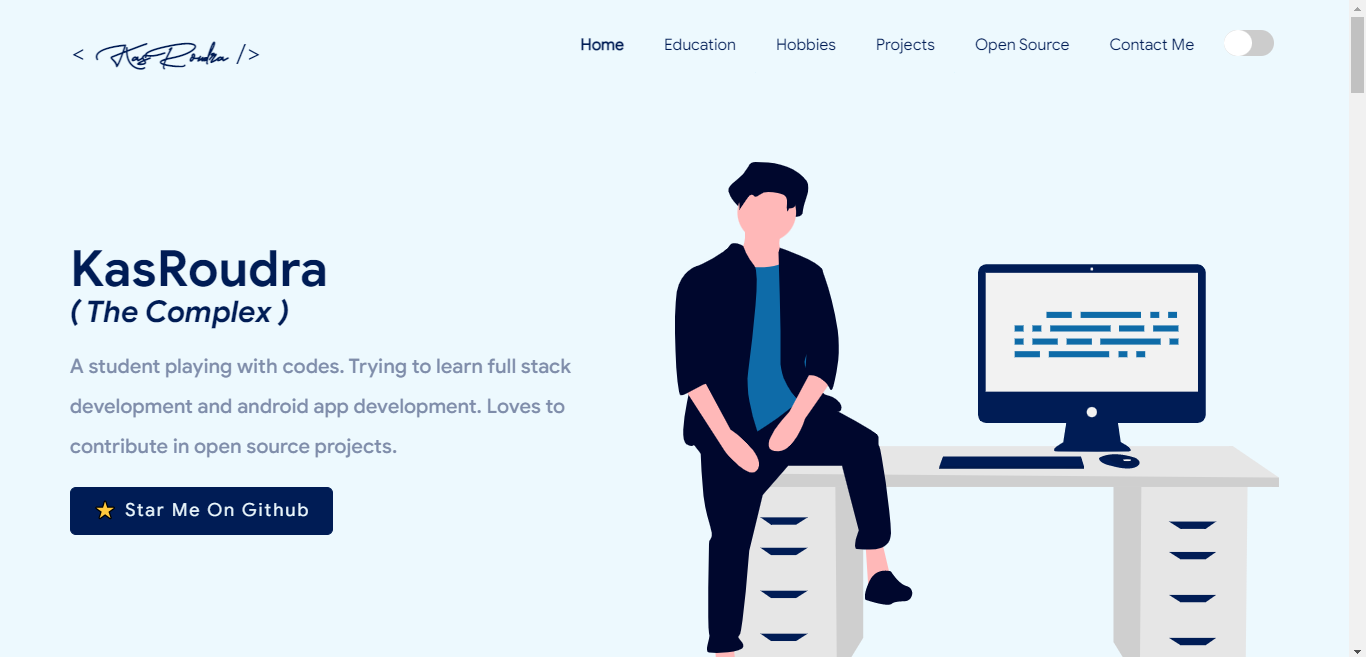 < KasRoudra />
Home Education Hobbies Projects Open Source Contact Me
KasRoudra
( The Complex )
A student playing with codes. Trying to learn full stack
development and android app development. Loves to
contribute in open source projects.
Star Me On Github